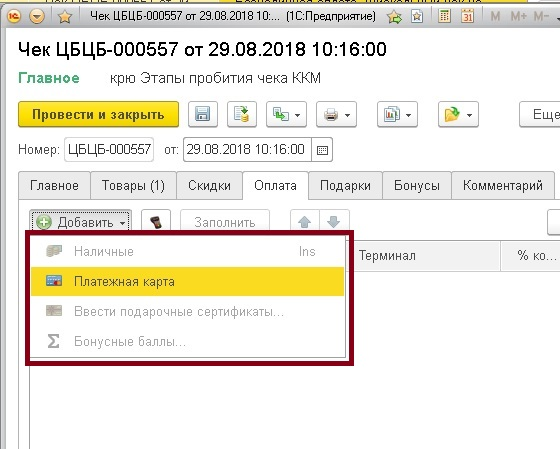 Чек ЦБЦБ-000557 от 29.08.2018 10:... (1С:Предприятие) M M+ M-
Чек ЦБЦБ-000557 от 29.08.2018 10:16:00
Главное крю Этапы пробития чека ККМ
Провести и закрыть Еще
Номер: ЦБЦБ-000557 от: 29.08.2018 10:16:00
Главное Товары (1) Скидки Оплата Подарки Бонусы Комментарий
Добавить Заполнить
Терминал % ко...
Наличные Ins
Платежная карта
Ввести подарочные сертификаты...
Бонусные баллы...